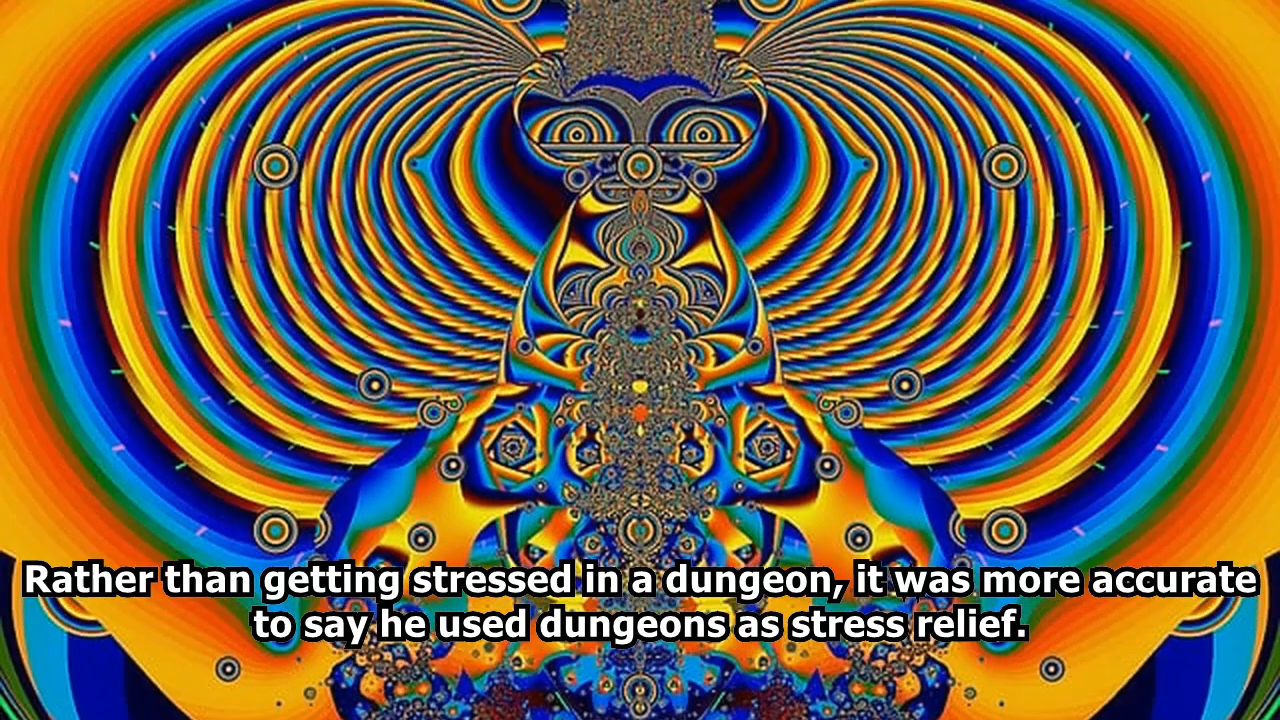 Rather than getting stressed in a dungeon, it was more accurate
to say he used dungeons as stress relief.